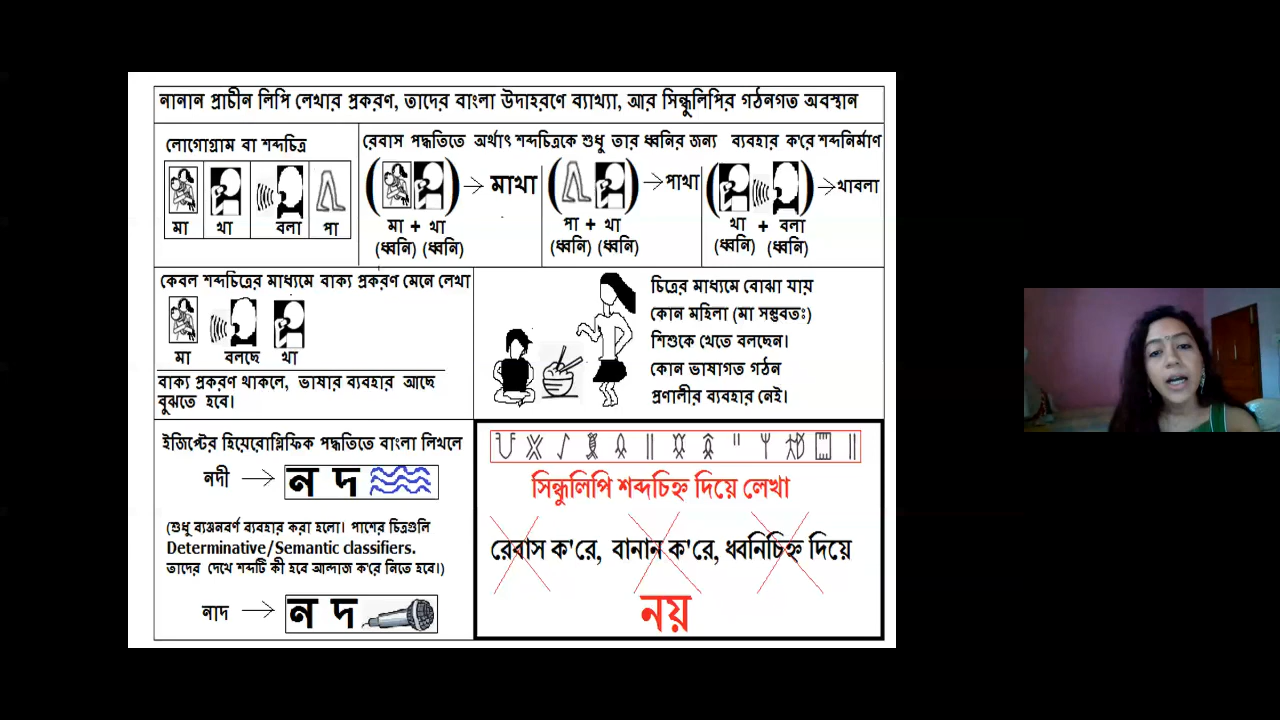 নানান প্রাচীন লিপি লেখার প্রকরণ, তাদের বাংলা উদাহরণে ব্যাখ্যা, আর সিন্ধুলিপির গঠনগত অবস্থান
লোগোগ্রাম বা শব্দচিত্র
মা খা বলা পা
রেবাস পদ্ধতিতে অর্থাৎ শব্দচিত্রকে শুধু তার ধ্বনির জন্য ব্যবহার ক'রে শব্দনির্মাণ
( ) → মাখা
মা + খা
(ধ্বনি) (ধ্বনি)
( ) → পাখা
পা + খা
(ধ্বনি) (ধ্বনি)
( ) → খাবলা
খা + বলা
(ধ্বনি) (ধ্বনি)
কেবল শব্দচিত্রের মাধ্যমে বাক্য প্রকরণ মেনে লেখা
মা বলছে খা
বাক্য প্রকরণ থাকলে, ভাষার ব্যবহার আছে
বুঝতে হবে।
চিত্রের মাধ্যমে বোঝা যায়
কোন মহিলা (মা সম্ভবতঃ)
শিশুকে খেতে বলছেন।
কোন ভাষাগত গঠন
প্রণালীর ব্যবহার নেই।
ইজিপ্টের হিয়েরোগ্লিফিক পদ্ধতিতে বাংলা লিখলে
নদী → ন দ
(শুধু ব্যঞ্জনবর্ণ ব্যবহার করা হলো। পাশের চিত্রগুলি
Determinative/Semantic classifiers.
তাদের দেখে শব্দটি কী হবে আন্দাজ ক'রে নিতে হবে।)
নাদ → ন দ
সিন্ধুলিপি শব্দচিহ্ন দিয়ে লেখা
রেবাস ক'রে, বানান ক'রে, ধ্বনিচিহ্ন দিয়ে
নয়